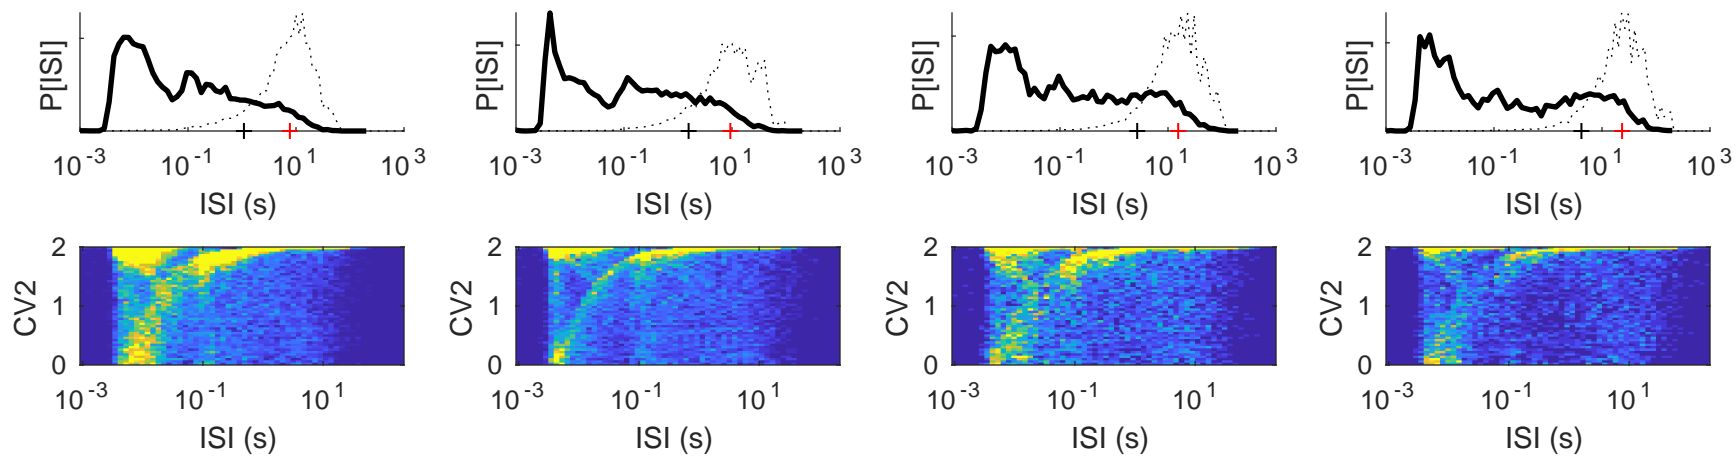 P[ISI] P[ISI] P[ISI] P[ISI]
10^-3 10^-1 10^1 10^3 10^-3 10^-1 10^1 10^3 10^-3 10^-1 10^1 10^3 10^-3 10^-1 10^1 10^3
ISI (s) ISI (s) ISI (s) ISI (s)
2 2 2 2
CV2 1 CV2 1 CV2 1 CV2 1
0 0 0 0
10^-3 10^-1 10^1 10^-3 10^-1 10^1 10^-3 10^-1 10^1 10^-3 10^-1 10^1
ISI (s) ISI (s) ISI (s) ISI (s)